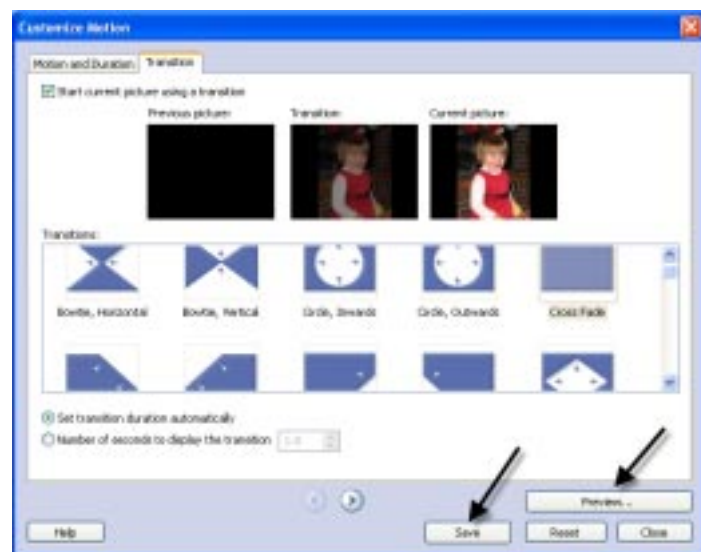 Customize Motion
Motion and Duration Transition
Start current picture using a transition
Previous picture: Transition: Current picture:
Transitions:
Bowtie, Horizontal Bowtie, Vertical Circle, Inwards Circle, Outwards Cross Fade
Set transition duration automatically
Number of seconds to display the transition
Preview...
Help Save Reset Close